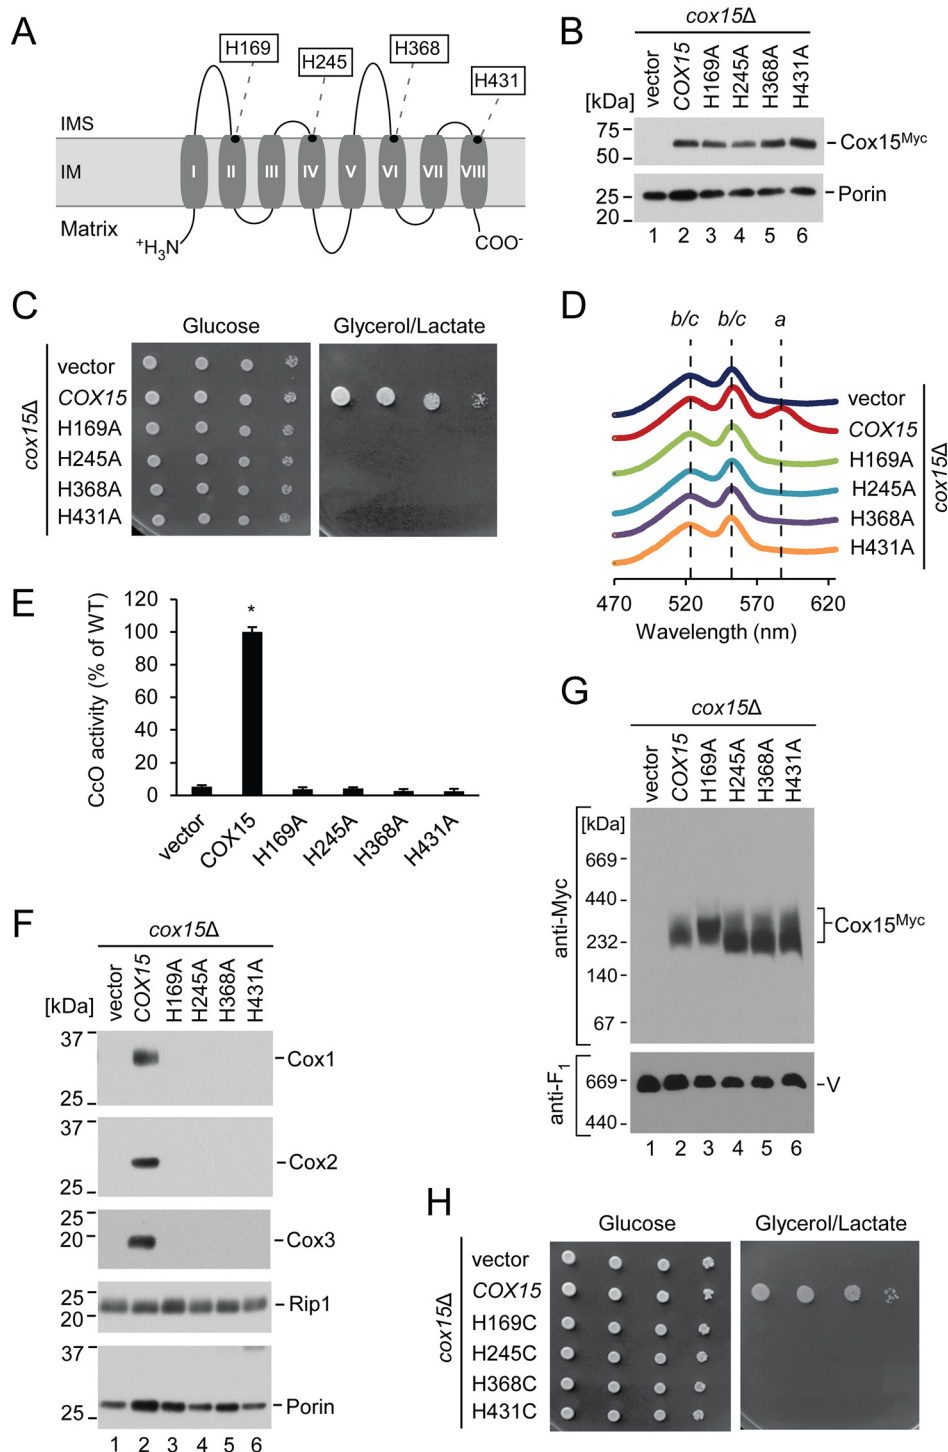 A
H169
H245
H368
H431
IMS
IM
I II III IV V VI VII VIII
Matrix
+H3N
COO-
B
cox15Δ
vector COX15 H169A H245A H368A H431A
[kDa]
75
50
Cox15Myc
25
20
Porin
1 2 3 4 5 6
C
Glucose Glycerol/Lactate
cox15Δ
vector
COX15
H169A
H245A
H368A
H431A
D
b/c b/c a
vector
COX15
H169A
H245A
H368A
H431A
cox15Δ
470 520 570 620
Wavelength (nm)
E
CcO activity (% of WT)
120
100
80
60
40
20
0
*
vector COX15 H169A H245A H368A H431A
F
cox15Δ
vector COX15 H169A H245A H368A H431A
[kDa]
37
Cox1
25
37
Cox2
25
25
20
Cox3
25
20
Rip1
37
Porin
25
1 2 3 4 5 6
G
cox15Δ
vector COX15 H169A H245A H368A H431A
anti-Myc
[kDa]
669
440
232
140
67
Cox15Myc
anti-F1
669
440
V
1 2 3 4 5 6
H
Glucose Glycerol/Lactate
cox15Δ
vector
COX15
H169C
H245C
H368C
H431C